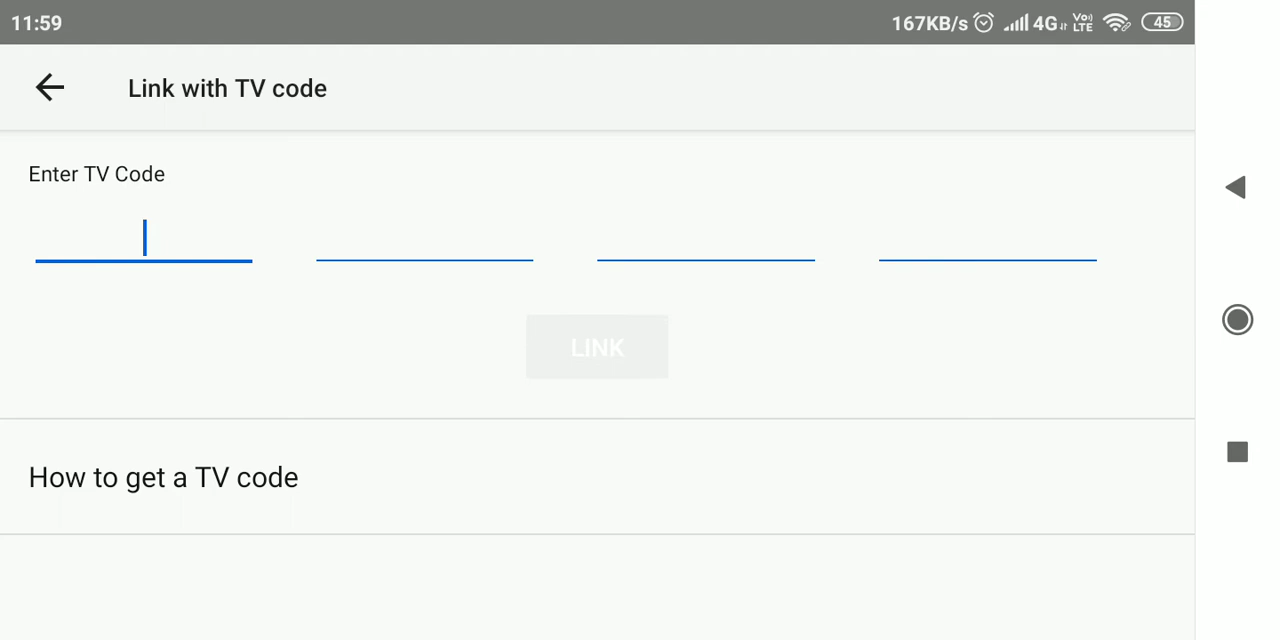 11:59 167KB/s 4G Vo) LTE 45
Link with TV code
Enter TV Code
LINK
How to get a TV code